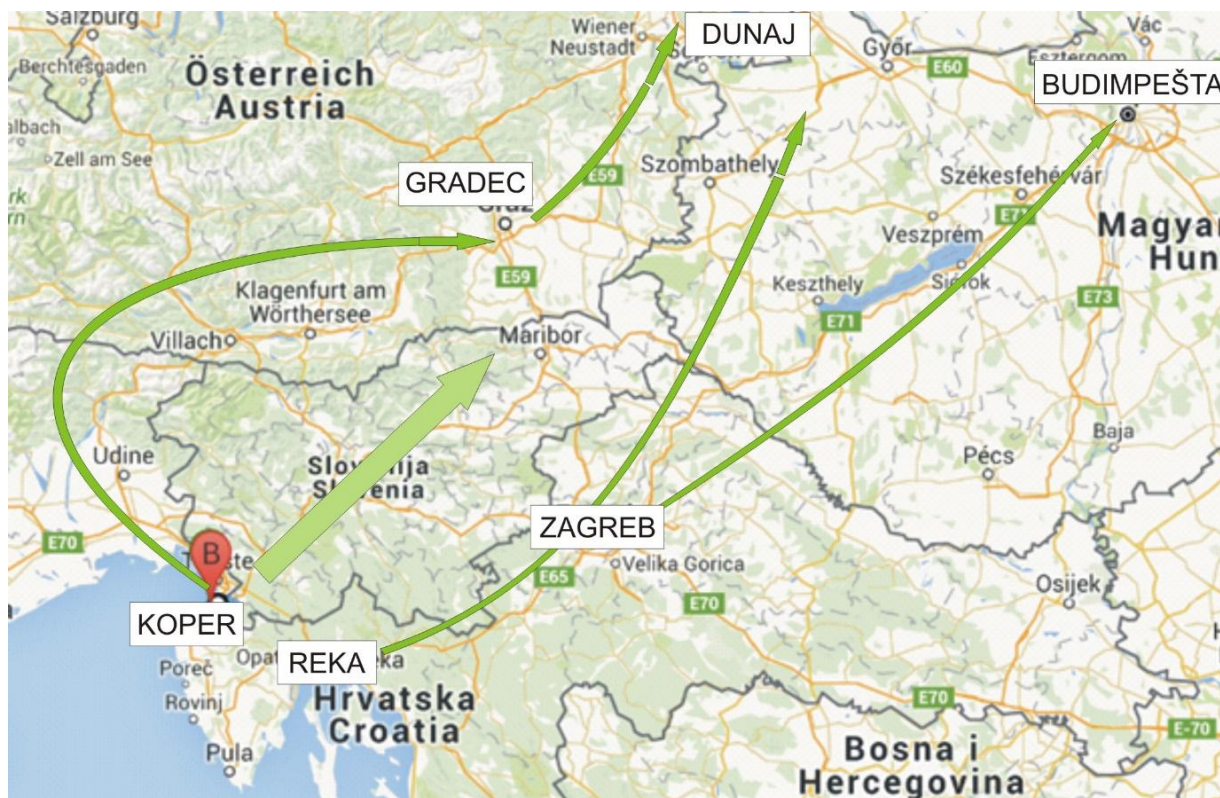 Salzburg
Berchtesgaden
Österreich
Austria
Zell am See
Wiener
Neustadt
DUNAJ
Győr
E60
Vác
Esztergom
BUDIMPEŠTA
GRADEC
E59
Szombathely
Székesfehérvár
E71
Veszprém
Siófok
Keszthely
E71
E73
E59
Klagenfurt am
Wörthersee
Villach
Maribor
Udine
Slovenija
Slovenia
Pécs
Baja
E70
B
KOPER
ZAGREB
E65
Velika Gorica
E70
Osijek
REKA
Poreč
Rovinj
Pula
Hrvatska
Croatia
E70
E-70
Bosna i
Hercegovina